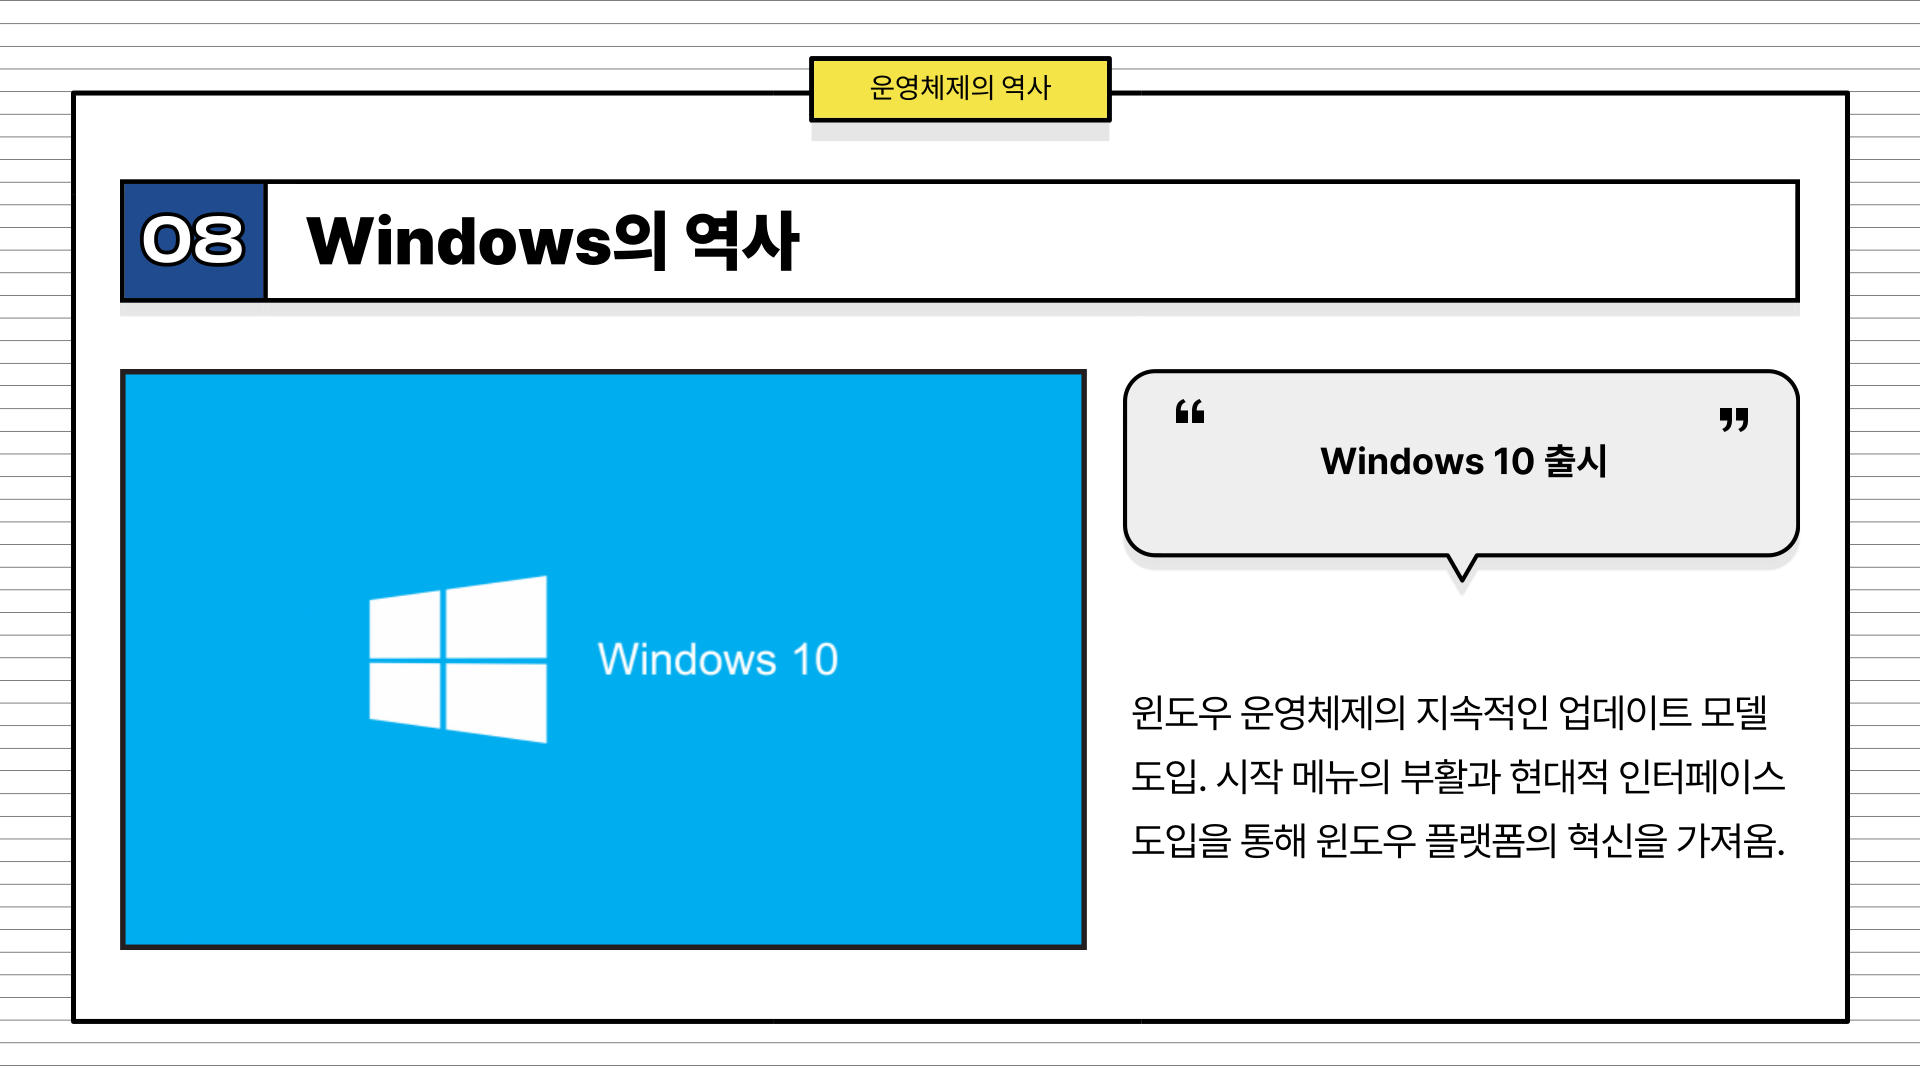 운영체제의 역사
08
Windows의 역사
Windows 10
“ ”
Windows 10 출시
윈도우 운영체제의 지속적인 업데이트 모델
도입. 시작 메뉴의 부활과 현대적 인터페이스
도입을 통해 윈도우 플랫폼의 혁신을 가져옴.